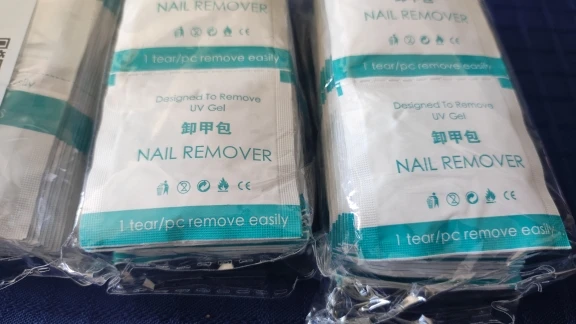 NAIL REMOVER
1 tear/pc remove easily
Designed To Remove
UV Gel
卸甲包
NAIL REMOVER
CE
1 tear/pc remove easily
NAIL REMOVER
CE
1 tear/pc remove easily
Designed To Remove
UV Gel
卸甲包
NAIL REMOVER
CE
1 tear/pc remove easily